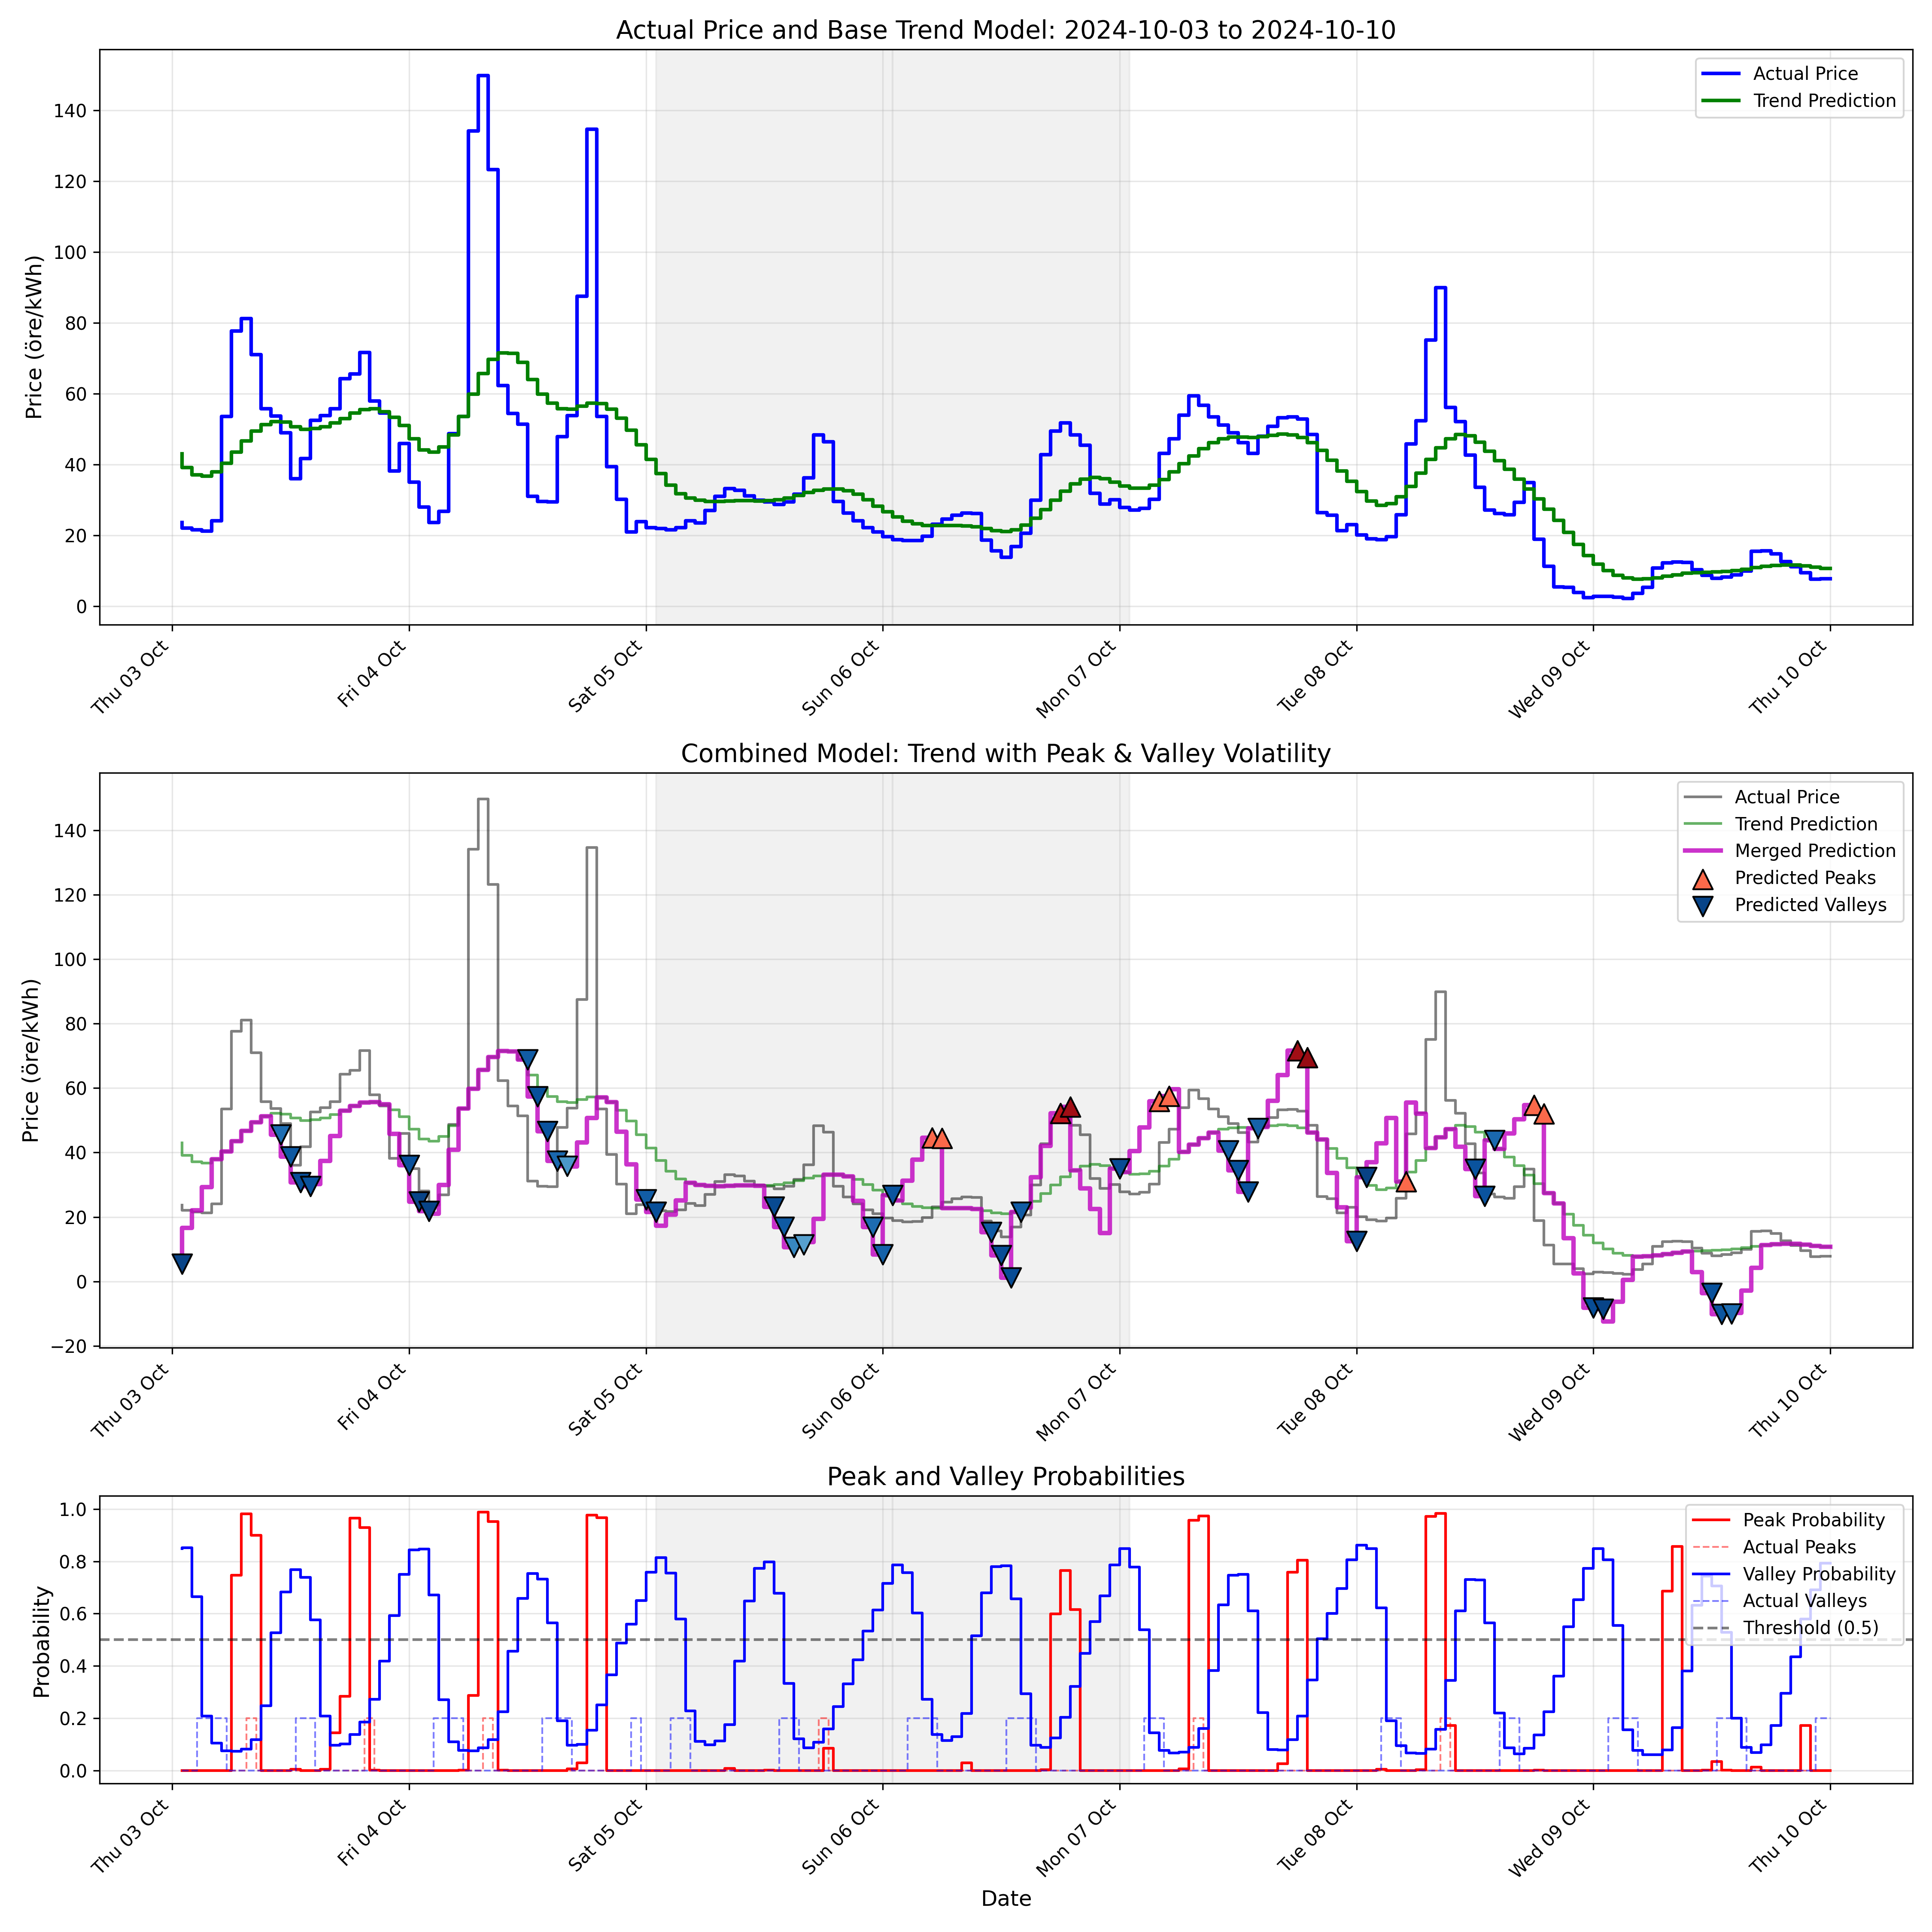 Actual Price and Base Trend Model: 2024-10-03 to 2024-10-10
Price (öre/kWh)
140
120
100
80
60
40
20
0
Actual Price
Trend Prediction
Thu 03 Oct
Fri 04 Oct
Sat 05 Oct
Sun 06 Oct
Mon 07 Oct
Tue 08 Oct
Wed 09 Oct
Thu 10 Oct
Combined Model: Trend with Peak & Valley Volatility
Price (öre/kWh)
140
120
100
80
60
40
20
0
−20
Actual Price
Trend Prediction
Merged Prediction
Predicted Peaks
Predicted Valleys
Thu 03 Oct
Fri 04 Oct
Sat 05 Oct
Sun 06 Oct
Mon 07 Oct
Tue 08 Oct
Wed 09 Oct
Thu 10 Oct
Peak and Valley Probabilities
Probability
1.0
0.8
0.6
0.4
0.2
0.0
Peak Probability
Actual Peaks
Valley Probability
Actual Valleys
Threshold (0.5)
Thu 03 Oct
Fri 04 Oct
Sat 05 Oct
Sun 06 Oct
Mon 07 Oct
Tue 08 Oct
Wed 09 Oct
Thu 10 Oct
Date